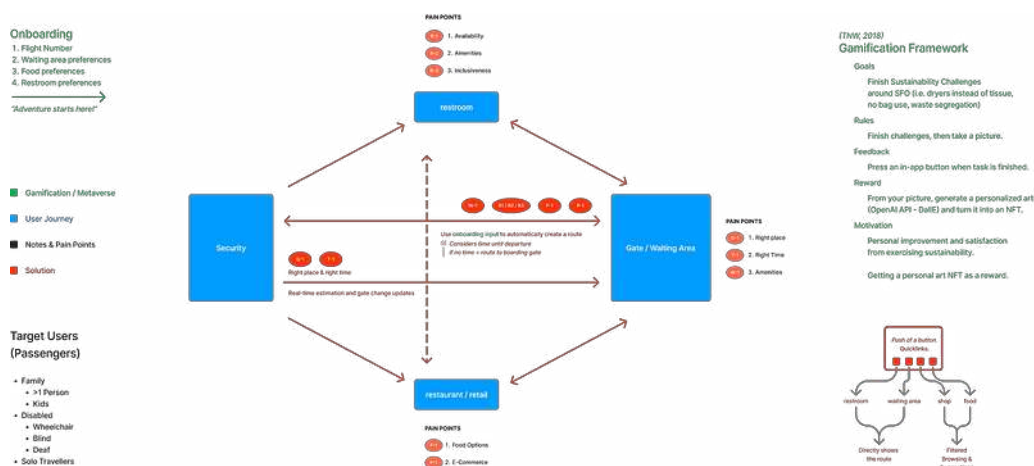 Onboarding
1. Flight Number
2. Waiting area preferences
3. Food preferences
4. Restroom preferences
"Adventure starts here!"
Gamification / Metaverse
User Journey
Notes & Pain Points
Solution
Target Users
(Passengers)
• Family
• >1 Person
• Kids
• Disabled
• Wheelchair
• Blind
• Deaf
• Solo Travellers
PAIN POINTS
1. Availability
2. Amenities
3. Inclusiveness
restroom
Security
Use onboarding input to automatically create a route
Considers time until departure
If no time = route to boarding gate
Right place & right time
Real-time estimation and gate change updates
Gate / Waiting Area
PAIN POINTS
1. Right place
2. Right Time
3. Amenities
restaurant / retail
PAIN POINTS
1. Food Options
2. E-Commerce
(TNW, 2018)
Gamification Framework
Goals
Finish Sustainability Challenges
around SFO (i.e. dryers instead of tissue,
no bag use, waste segregation)
Rules
Finish challenges, then take a picture.
Feedback
Press an in-app button when task is finished.
Reward
From your picture, generate a personalized art
(OpenAI API - DallE) and turn it into an NFT.
Motivation
Personal improvement and satisfaction
from exercising sustainability.
Getting a personal art NFT as a reward.
Push of a button.
Quicklinks.
restroom
waiting area
shop
food
Directly shows
the route
Filtered
Browsing &